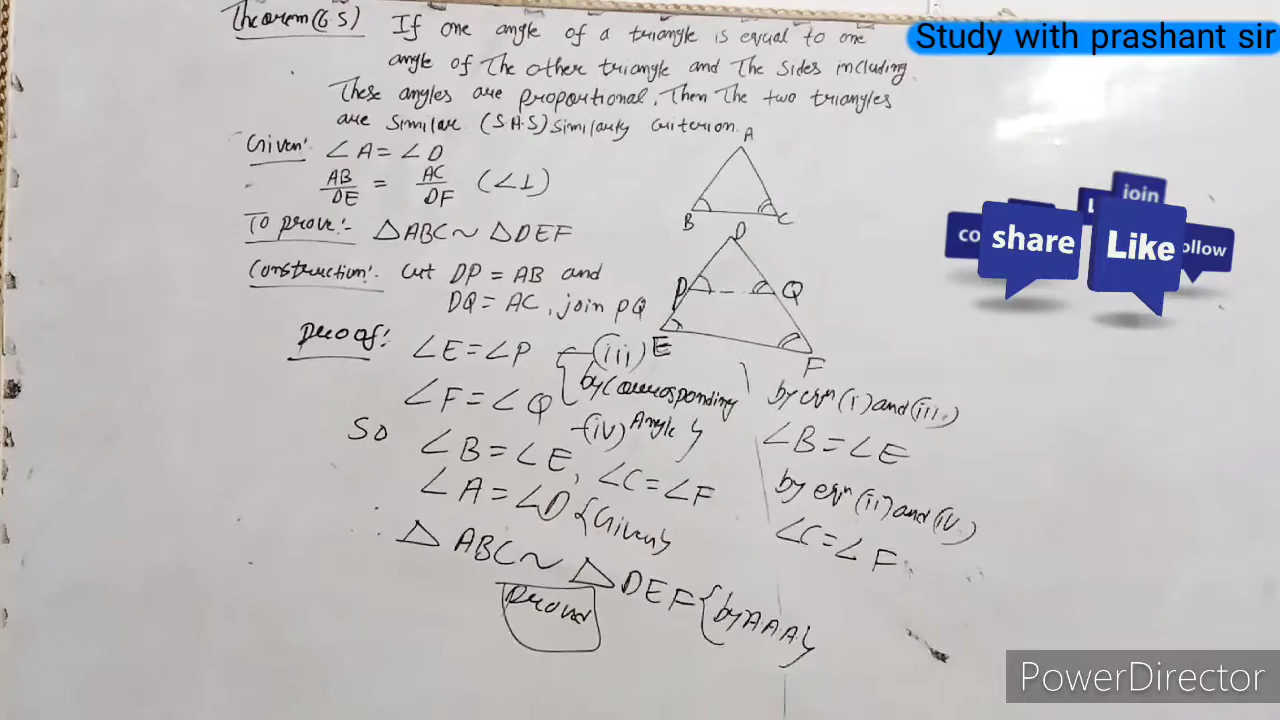 Theorem (6.5) If one angle of a triangle is equal to one
angle of The other triangle and The sides including
These angles are proportional, Then The two triangles
are similar (S.A.S) similarity criterion.
Given: ∠A = ∠D
AB/DE = AC/DF (<1)
To prove:- △ABC ~ △DEF
Construction: cut DP = AB and
DQ = AC, join PQ
Proof: ∠E = ∠P (iii)
{by corresponding
∠F = ∠Q (iv) Angle}
So ∠B = ∠E, ∠C = ∠F
∠A = ∠D {Given}
∴ △ABC ~ △DEF {by AAA}
proved
by eqn (i) and (iii)
∠B = ∠E
by eqn (ii) and (iv)
∠C = ∠F
A
B
C
D
P
Q
E
F
Study with prashant sir
co
share
L
join
Like
ollow
PowerDirector